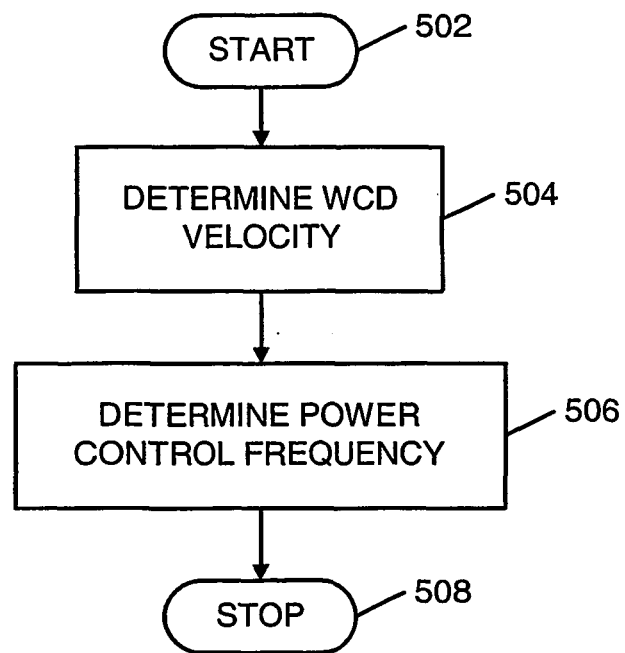 START
502
DETERMINE WCD
VELOCITY
504
DETERMINE POWER
CONTROL FREQUENCY
506
STOP
508